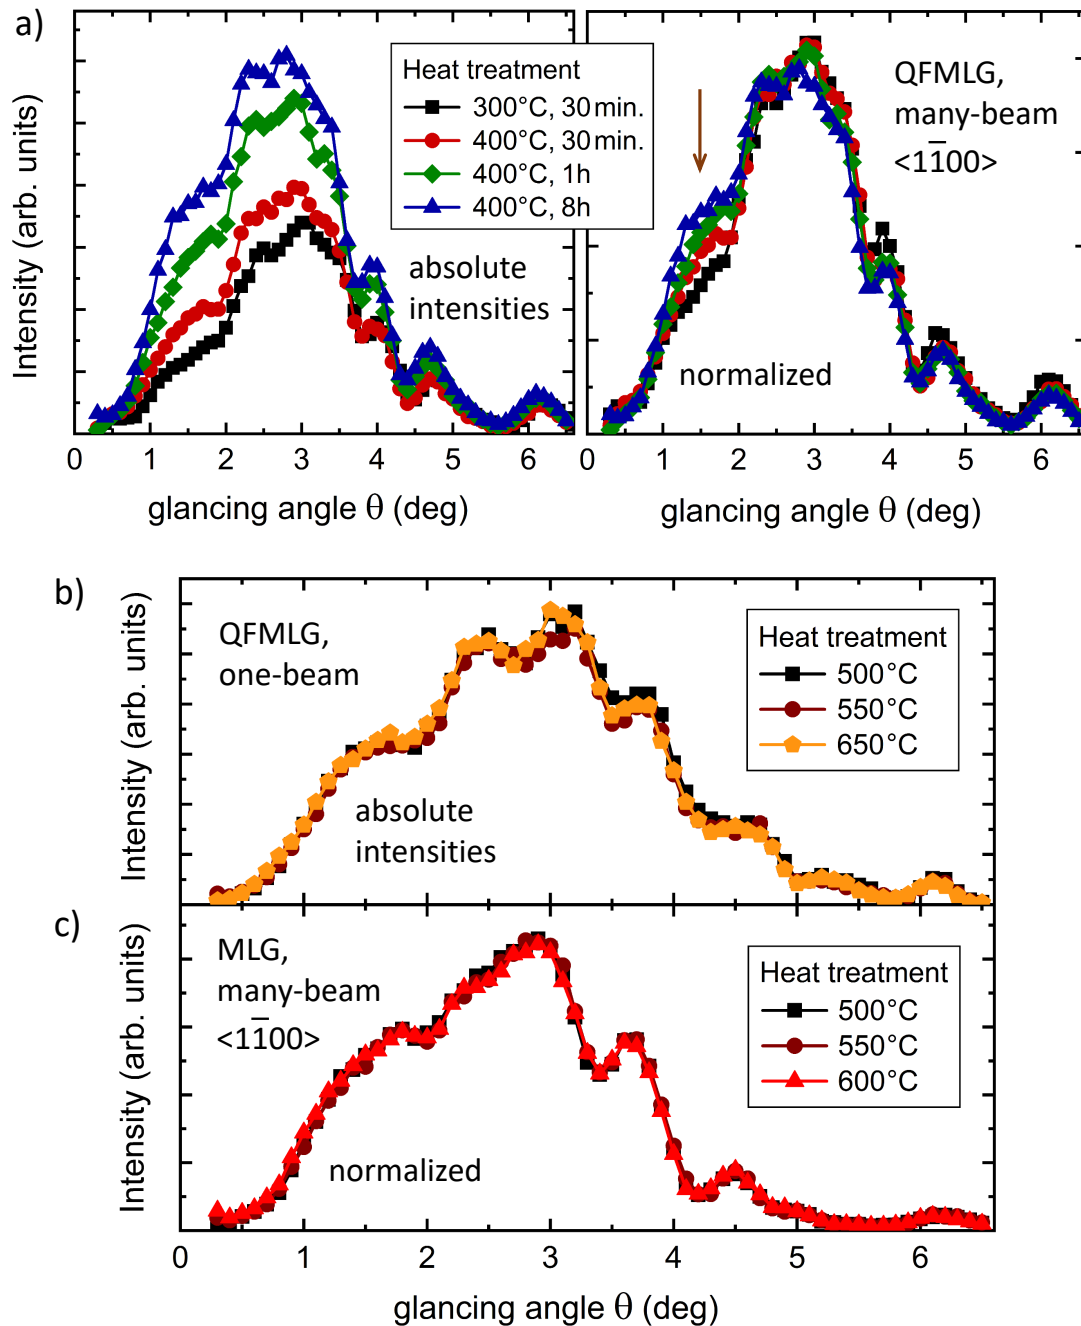 a)
Intensity (arb. units)
Heat treatment
300°C, 30 min.
400°C, 30 min.
400°C, 1h
400°C, 8h
absolute
intensities
0 1 2 3 4 5 6
glancing angle θ (deg)
QFMLG,
many-beam
<11̅00>
normalized
0 1 2 3 4 5 6
glancing angle θ (deg)
b)
Intensity (arb. units)
QFMLG,
one-beam
absolute
intensities
Heat treatment
500°C
550°C
650°C
c)
Intensity (arb. units)
MLG,
many-beam
<11̅00>
normalized
Heat treatment
500°C
550°C
600°C
0 1 2 3 4 5 6
glancing angle θ (deg)